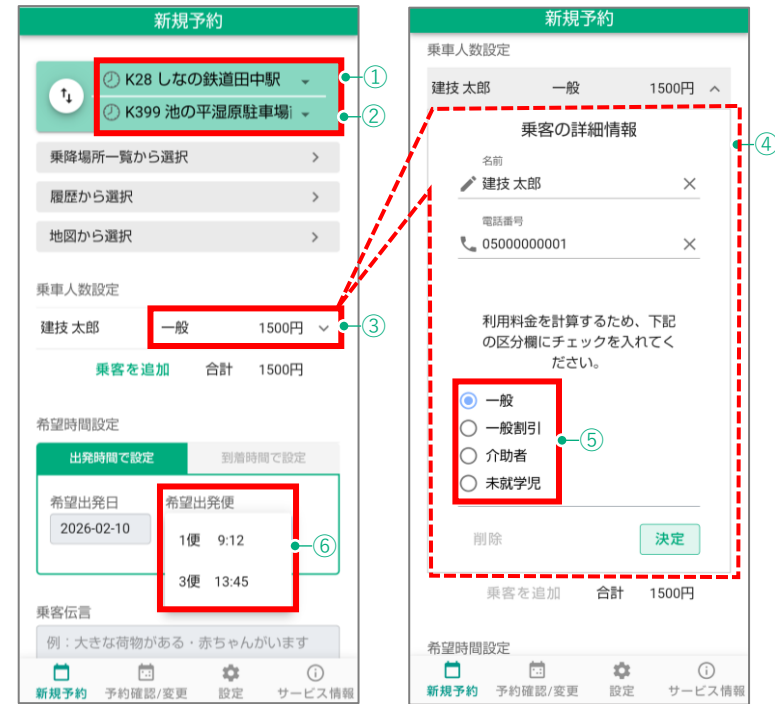 新規予約
K28 しなの鉄道田中駅
①
K399 池の平湿原駐車場
②
乗降場所一覧から選択
履歴から選択
地図から選択
乗車人数設定
建技 太郎 一般 1500円
③
乗客を追加 合計 1500円
希望時間設定
出発時間で設定 到着時間で設定
希望出発日 希望出発便
2026-02-10
1便 9:12
⑥
3便 13:45
乗客伝言
例:大きな荷物がある・赤ちゃんがいます
新規予約 予約確認/変更 設定 サービス情報
新規予約
乗車人数設定
建技 太郎 一般 1500円
乗客の詳細情報
④
名前
建技 太郎
電話番号
05000000001
利用料金を計算するため、下記
の区分欄にチェックを入れてく
ださい。
一般
一般割引
⑤
介助者
未就学児
削除 決定
乗客を追加 合計 1500円
希望時間設定
新規予約 予約確認/変更 設定 サービス情報